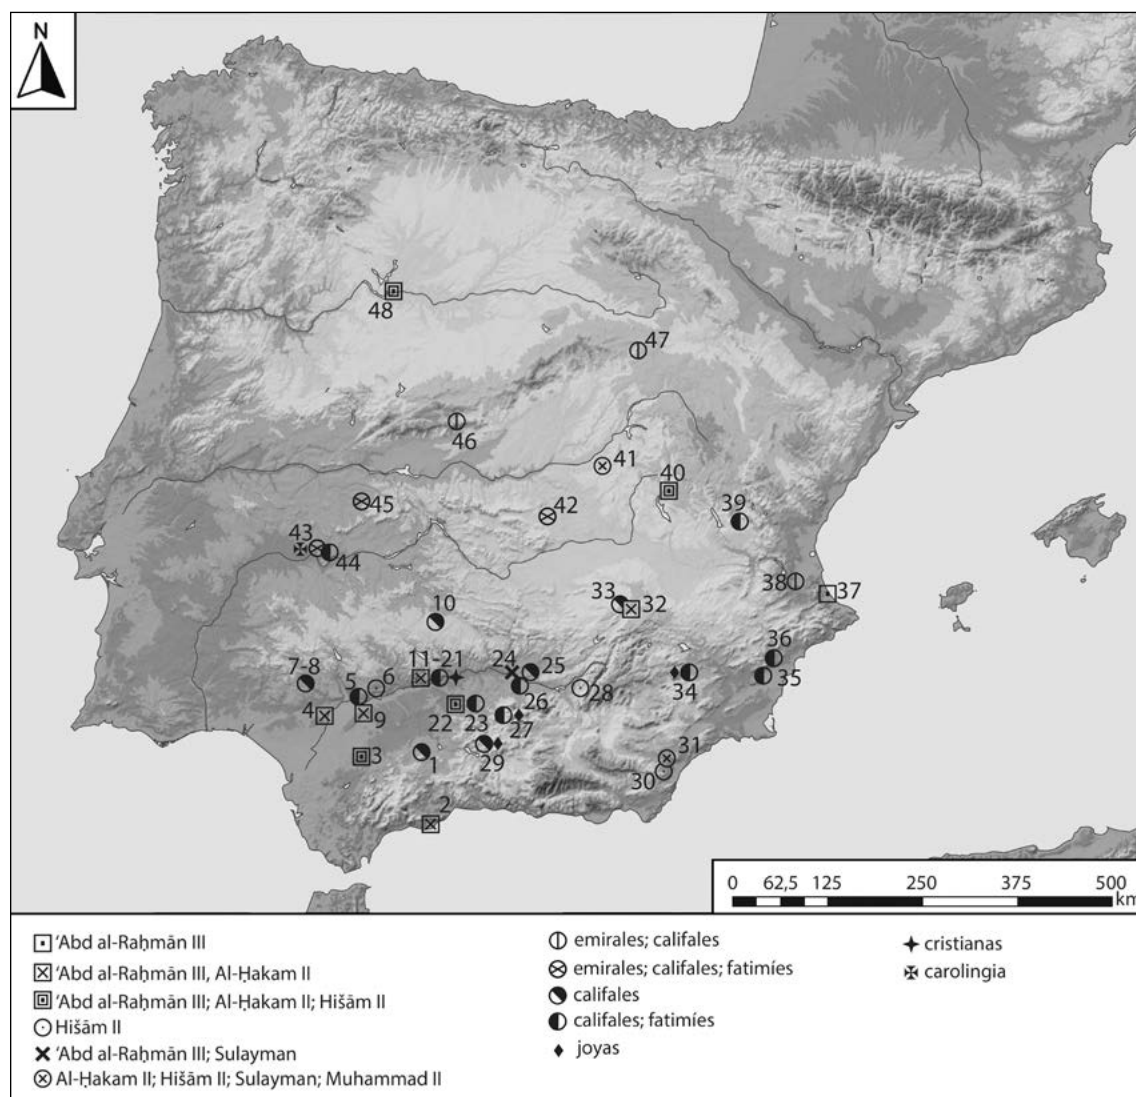 N
48
47
46
41
40
45
42
39
43
44
38
37
33
32
10
36
7-8
11-21
24
25
34
35
6
5
26
28
4
9
22
23
27
3
1
29
31
30
2
0 62,5 125 250 375 500
km
‘Abd al-Raḥmān III
‘Abd al-Raḥmān III, Al-Ḥakam II
‘Abd al-Raḥmān III; Al-Ḥakam II; Hišām II
Hišām II
‘Abd al-Raḥmān III; Sulayman
Al-Ḥakam II; Hišām II; Sulayman; Muhammad II
emirales; califales
emirales; califales; fatimíes
califales
califales; fatimíes
joyas
cristianas
carolingia